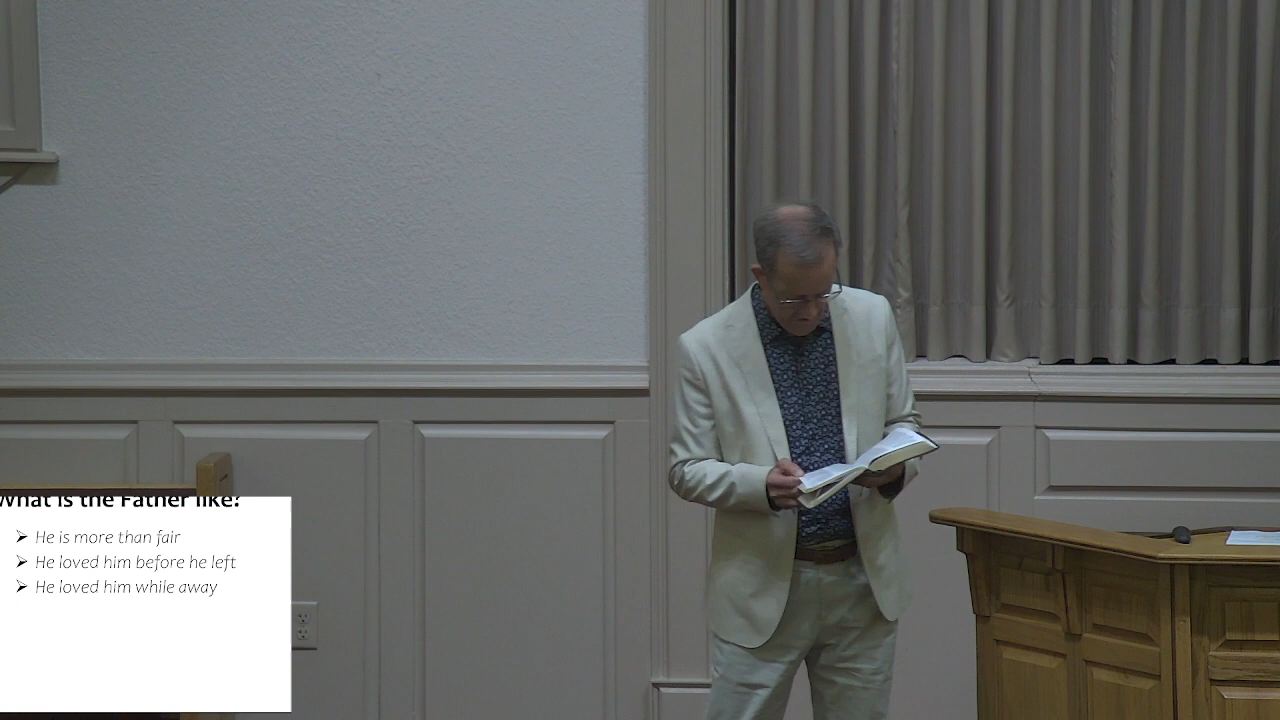 What is the Father like?
➢ He is more than fair
➢ He loved him before he left
➢ He loved him while away